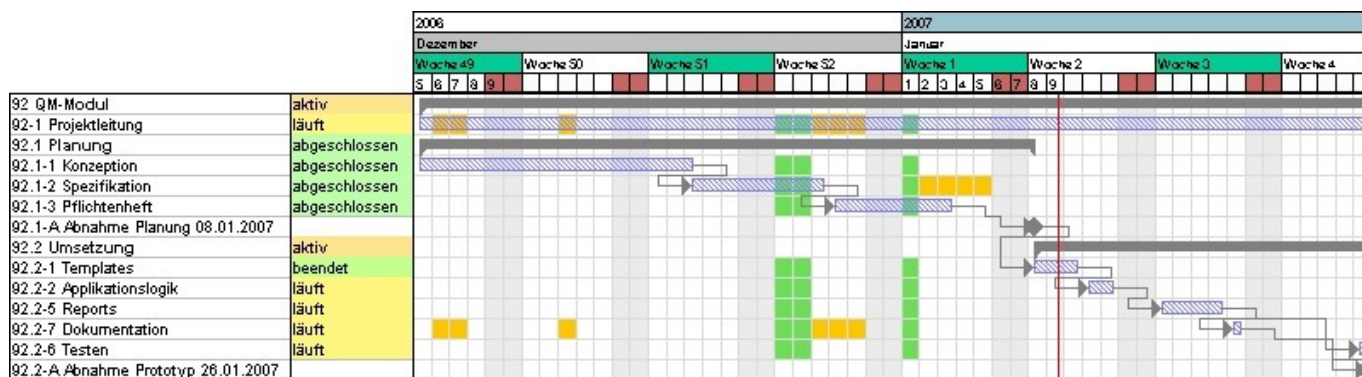 2006 2007
Dezember Januar
Woche 49 Woche 50 Woche 51 Woche 52 Woche 1 Woche 2 Woche 3 Woche 4
5 6 7 8 9 1 2 3 4 5 6 7 8 9
92 QM-Modul aktiv
92-1 Projektleitung läuft
92.1 Planung abgeschlossen
92.1-1 Konzeption abgeschlossen
92.1-2 Spezifikation abgeschlossen
92.1-3 Pflichtenheft abgeschlossen
92.1-A Abnahme Planung 08.01.2007
92.2 Umsetzung aktiv
92.2-1 Templates beendet
92.2-2 Applikationslogik läuft
92.2-5 Reports läuft
92.2-7 Dokumentation läuft
92.2-6 Testen läuft
92.2-A Abnahme Prototyp 26.01.2007